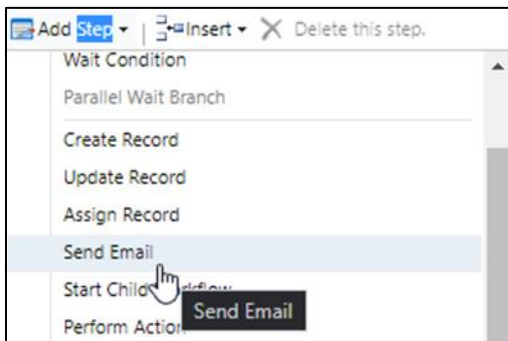 Add Step Insert Delete this step.
Wait Condition
Parallel Wait Branch
Create Record
Update Record
Assign Record
Send Email
Start Child Workflow
Send Email
Perform Action